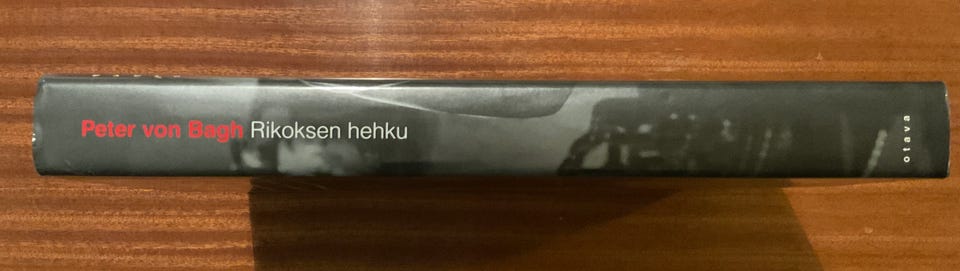 Peter von Bagh Rikoksen hehku
otava